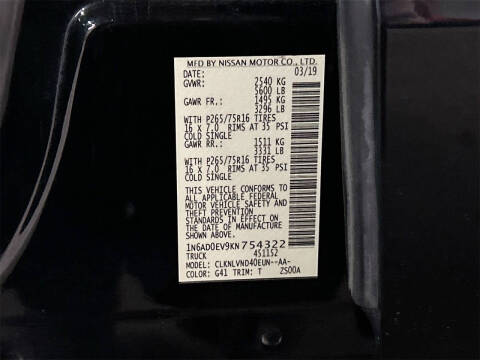 MFD BY NISSAN MOTOR CO., LTD.
DATE: 03/19
GVWR: 2540 KG
5600 LB
GAWR FR.: 1495 KG
3296 LB
WITH P265/75R16 TIRES
16 x 7.0 RIMS AT 35 PSI
COLD SINGLE
GAWR RR.: 1511 KG
3331 LB
WITH P265/75R16 TIRES
16 x 7.0 RIMS AT 35 PSI
COLD SINGLE
THIS VEHICLE CONFORMS TO
ALL APPLICABLE FEDERAL
MOTOR VEHICLE SAFETY AND
THEFT PREVENTION
STANDARDS IN EFFECT ON
THE DATE OF MANUFACTURE
SHOWN ABOVE.
1N6AD0EV9KN754322
TRUCK 451152
MODEL: CLKNLVND40EUN--AA-
COLOR: G41 TRIM: T ZS00A